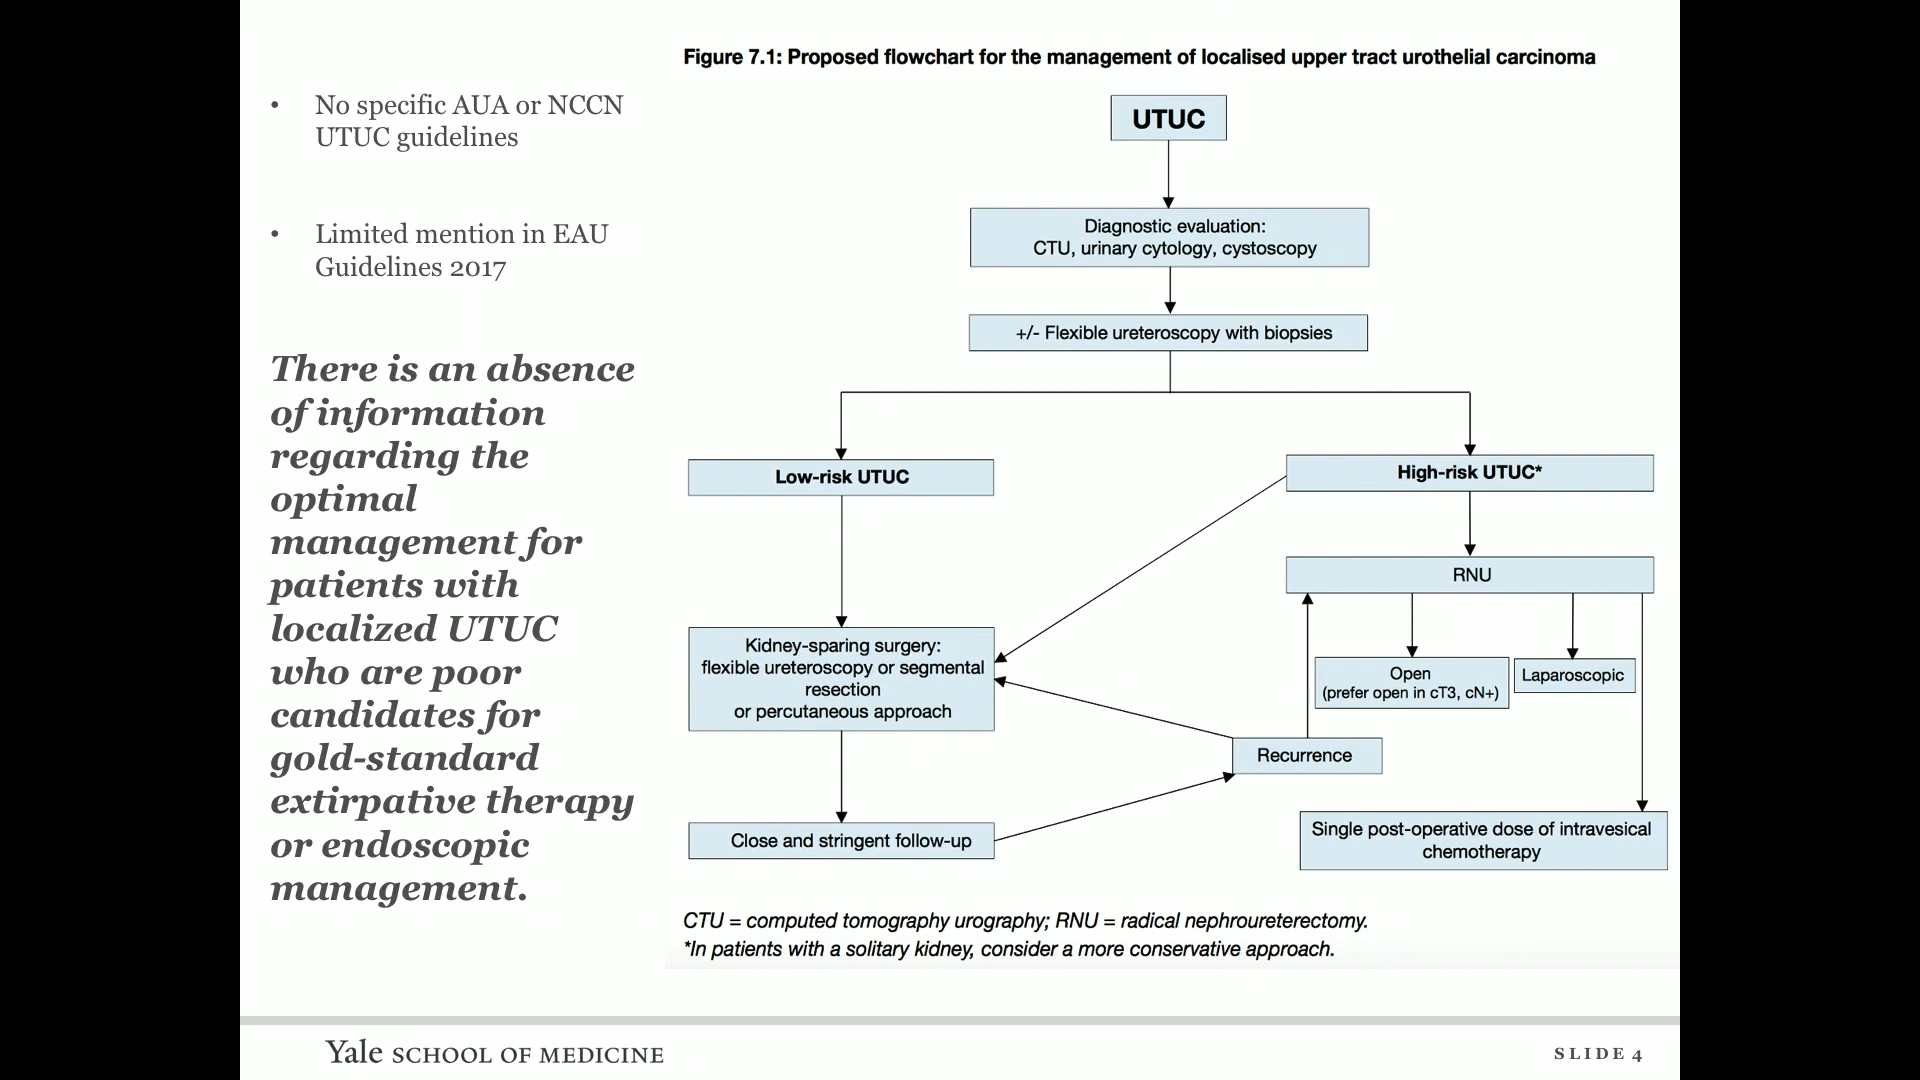 • No specific AUA or NCCN
UTUC guidelines
• Limited mention in EAU
Guidelines 2017
There is an absence
of information
regarding the
optimal
management for
patients with
localized UTUC
who are poor
candidates for
gold-standard
extirpative therapy
or endoscopic
management.
Figure 7.1: Proposed flowchart for the management of localised upper tract urothelial carcinoma
UTUC
Diagnostic evaluation:
CTU, urinary cytology, cystoscopy
+/- Flexible ureteroscopy with biopsies
Low-risk UTUC
High-risk UTUC*
RNU
Kidney-sparing surgery:
flexible ureteroscopy or segmental
resection
or percutaneous approach
Open
(prefer open in cT3, cN+)
Laparoscopic
Recurrence
Close and stringent follow-up
Single post-operative dose of intravesical
chemotherapy
CTU = computed tomography urography; RNU = radical nephroureterectomy.
*In patients with a solitary kidney, consider a more conservative approach.
Yale SCHOOL OF MEDICINE
SLIDE 4